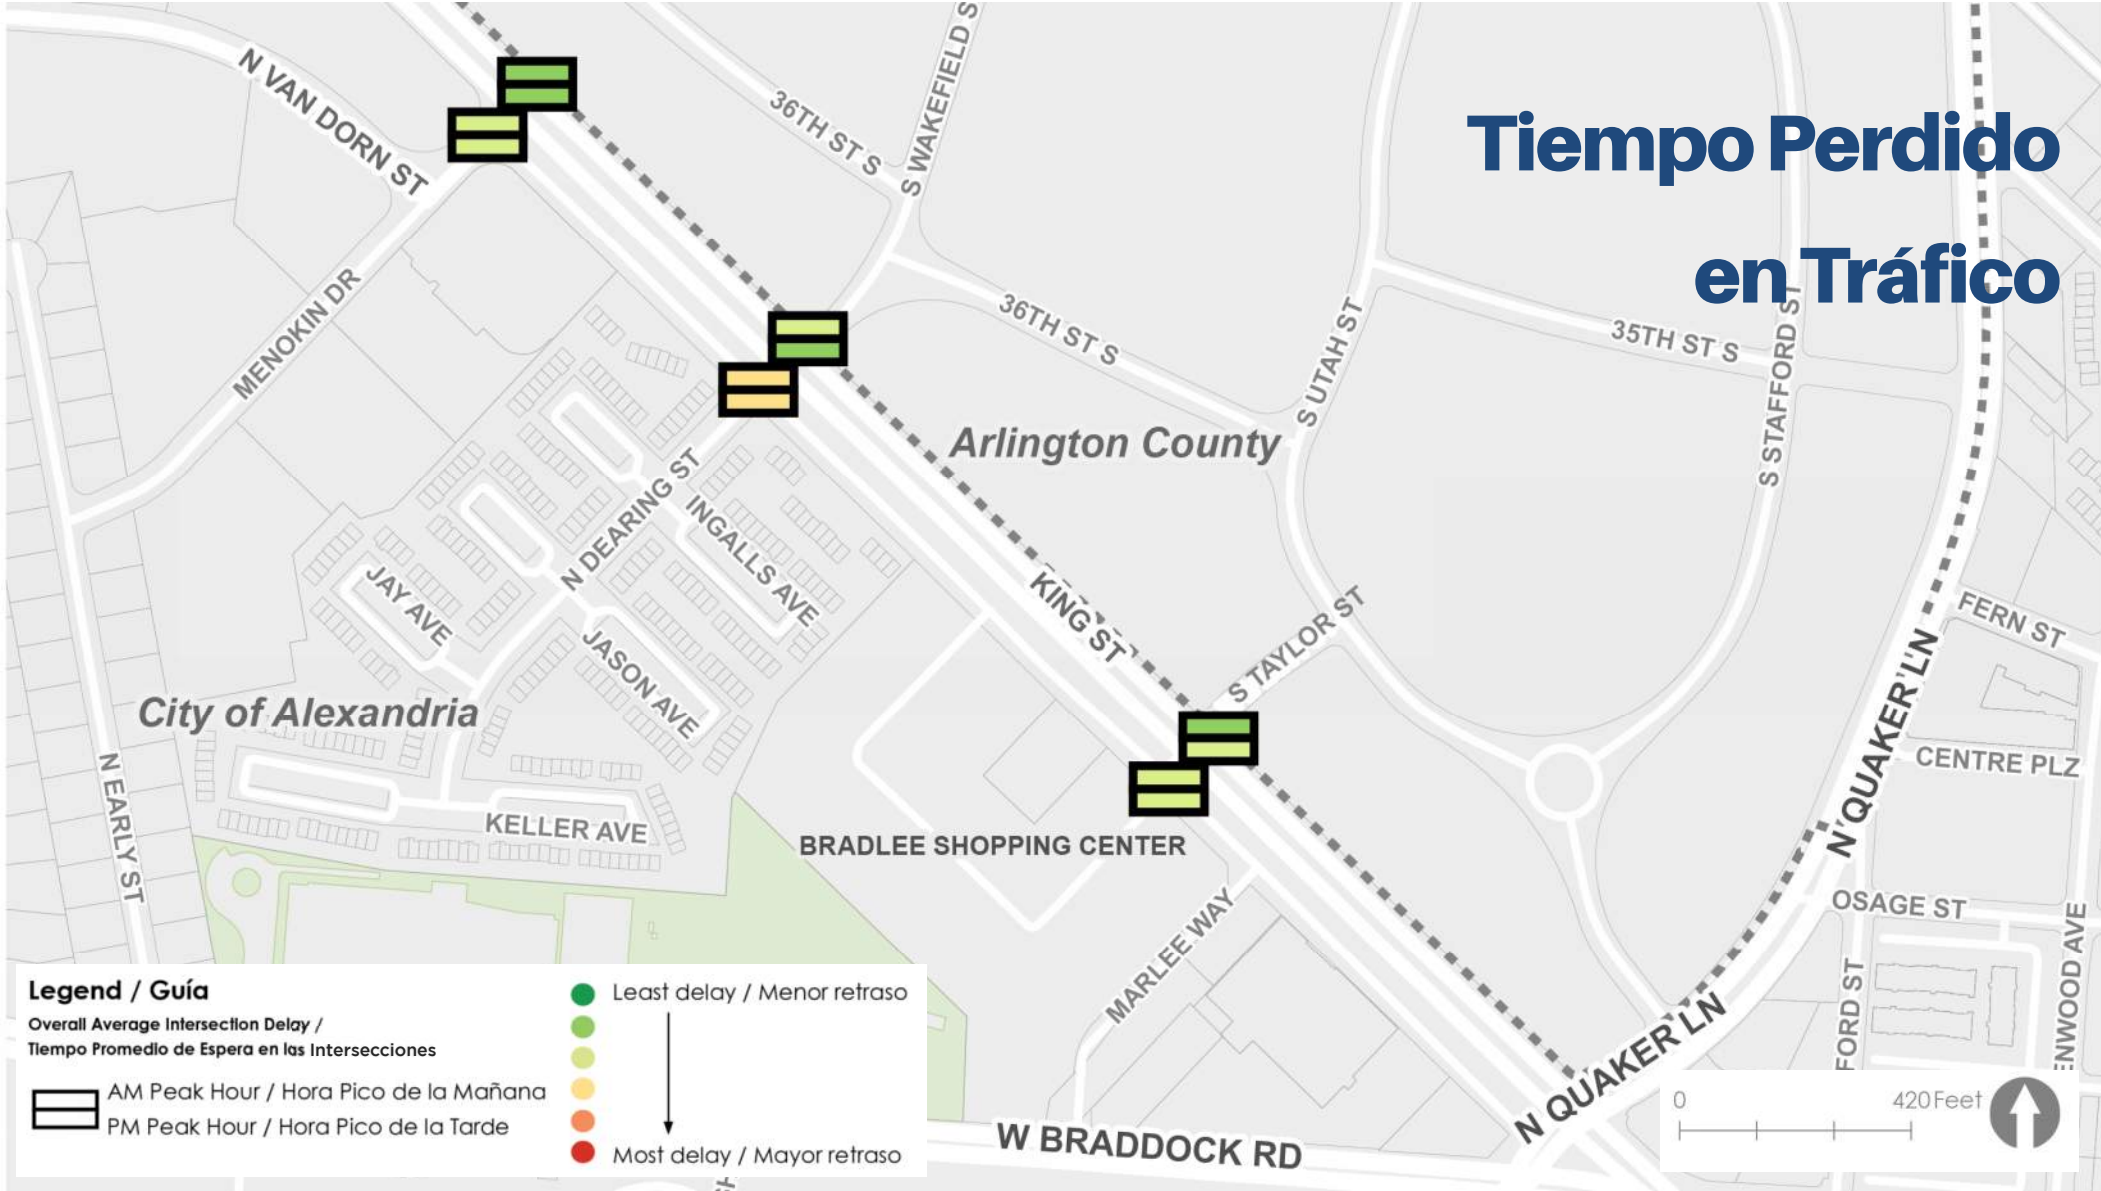 Tiempo Perdido
en Tráfico
N VAN DORN ST
36TH ST S
S WAKEFIELD S
MENOKIN DR
36TH ST S
S UTAH ST
35TH ST S
S STAFFORD ST
Arlington County
N DEARING ST
INGALLS AVE
JAY AVE
JASON AVE
KING ST
S TAYLOR ST
FERN ST
N QUAKER LN
City of Alexandria
CENTRE PLZ
N EARLY ST
KELLER AVE
BRADLEE SHOPPING CENTER
MARLEE WAY
OSAGE ST
FORD ST
ENWOOD AVE
N QUAKER LN
W BRADDOCK RD
Legend / Guía
Overall Average Intersection Delay /
Tiempo Promedio de Espera en las Intersecciones
AM Peak Hour / Hora Pico de la Mañana
PM Peak Hour / Hora Pico de la Tarde
Least delay / Menor retraso
Most delay / Mayor retraso
0 420 Feet